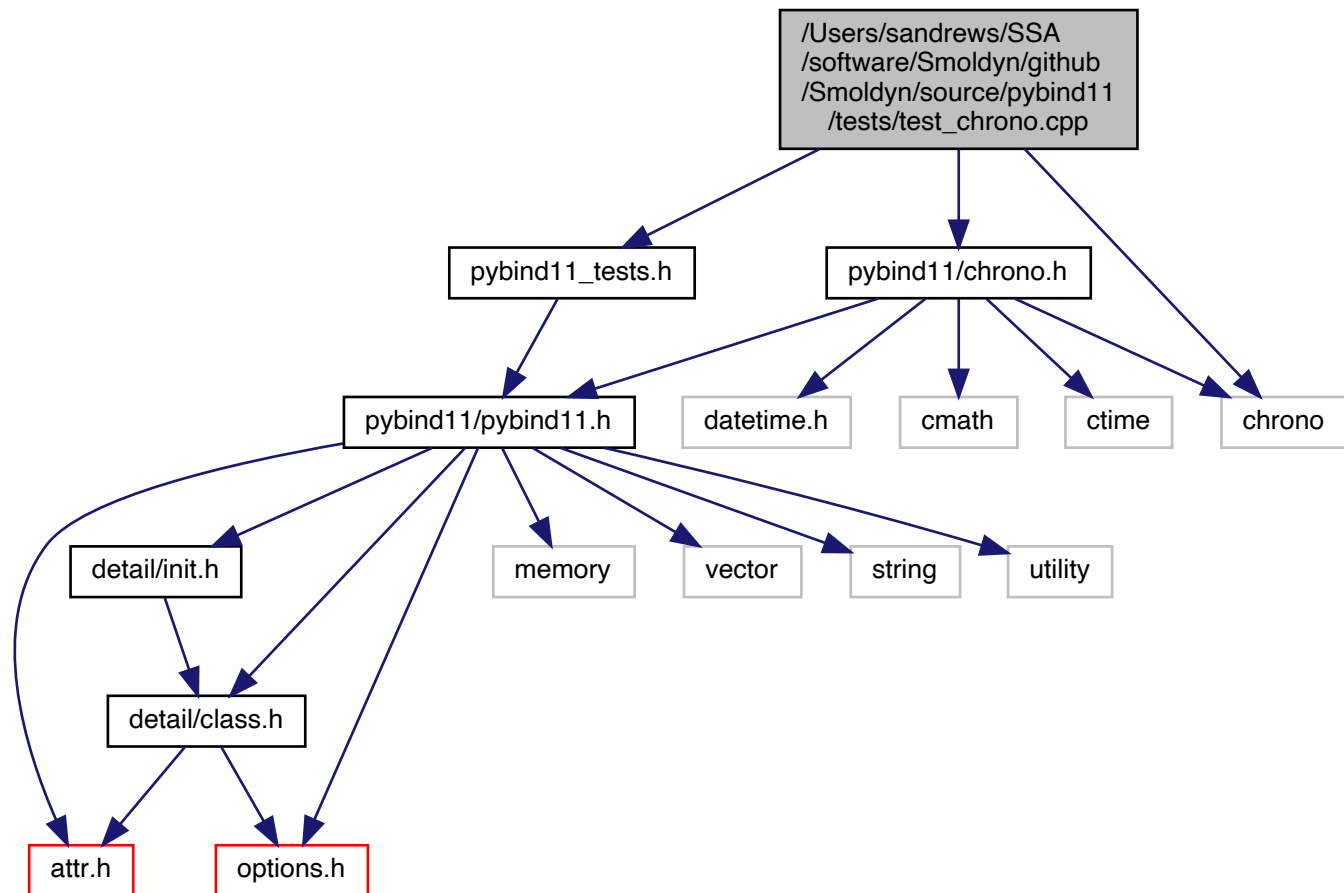 /Users/sandrews/SSA
/software/Smoldyn/github
/Smoldyn/source/pybind11
/tests/test_chrono.cpp
pybind11_tests.h
pybind11/chrono.h
pybind11/pybind11.h
datetime.h
cmath
ctime
chrono
detail/init.h
memory
vector
string
utility
detail/class.h
attr.h
options.h